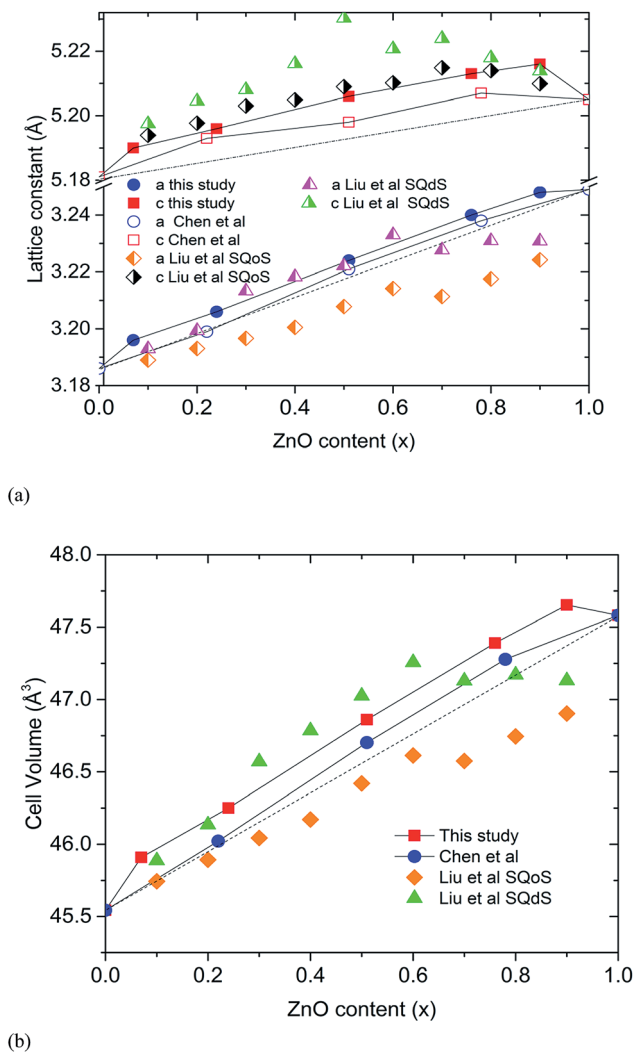 5.22
5.20
5.18
3.24
3.22
3.20
3.18
Lattice constant (Å)
a this study
c this study
a Chen et al
c Chen et al
a Liu et al SQoS
c Liu et al SQoS
a Liu et al SQdS
c Liu et al SQdS
0.0 0.2 0.4 0.6 0.8 1.0
ZnO content (x)
(a)
48.0
47.5
47.0
46.5
46.0
45.5
Cell Volume (Å³)
This study
Chen et al
Liu et al SQoS
Liu et al SQdS
0.0 0.2 0.4 0.6 0.8 1.0
ZnO content (x)
(b)